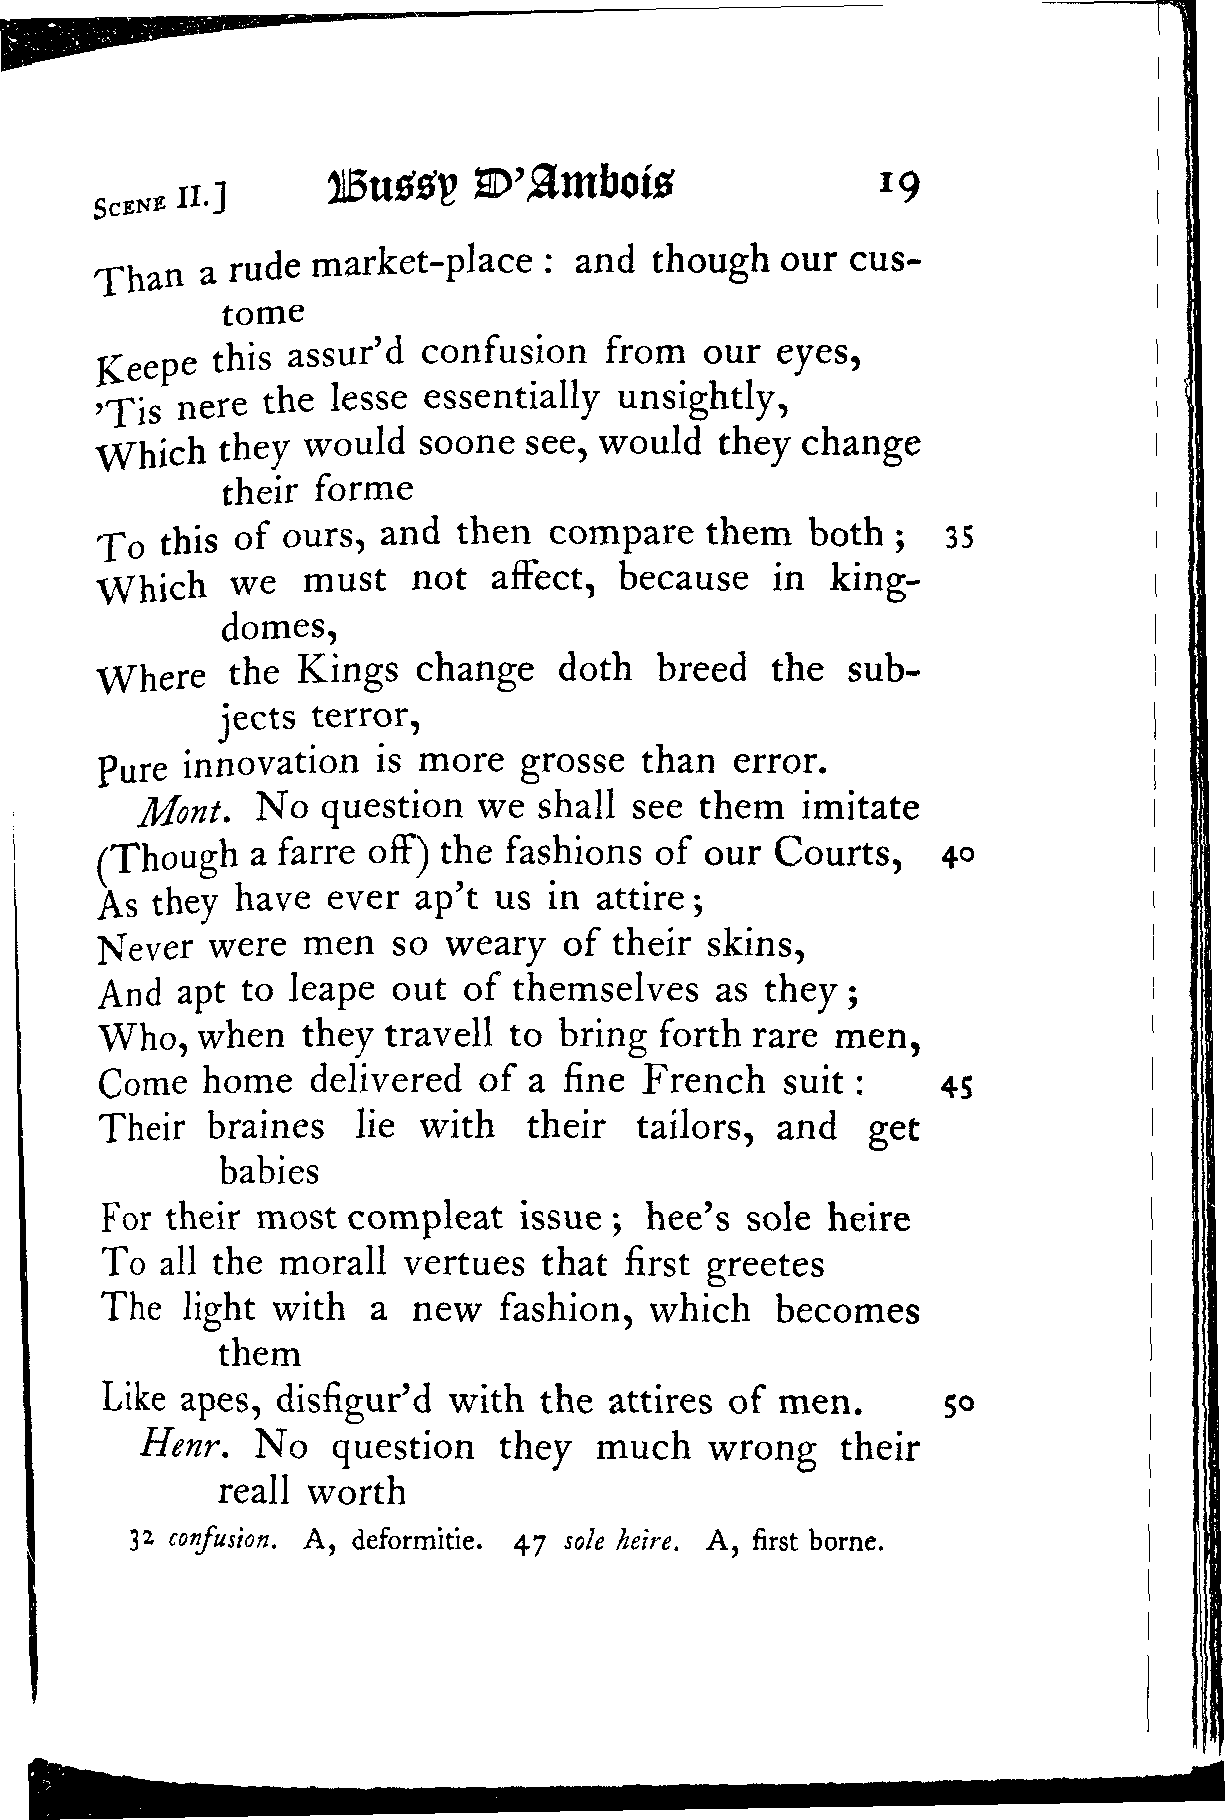 SCENE II.] Bussy D'Ambois 19
Than a rude market-place : and though our cus-
tome
Keepe this assur'd confusion from our eyes,
'Tis nere the lesse essentially unsightly,
Which they would soone see, would they change
their forme
To this of ours, and then compare them both ; 35
Which we must not affect, because in king-
domes,
Where the Kings change doth breed the sub-
jects terror,
Pure innovation is more grosse than error.
Mont. No question we shall see them imitate
(Though a farre off) the fashions of our Courts, 40
As they have ever ap't us in attire ;
Never were men so weary of their skins,
And apt to leape out of themselves as they ;
Who, when they travell to bring forth rare men,
Come home delivered of a fine French suit : 45
Their braines lie with their tailors, and get
babies
For their most compleat issue ; hee's sole heire
To all the morall vertues that first greetes
The light with a new fashion, which becomes
them
Like apes, disfigur'd with the attires of men. 50
Henr. No question they much wrong their
reall worth
32 confusion. A, deformitie. 47 sole heire. A, first borne.